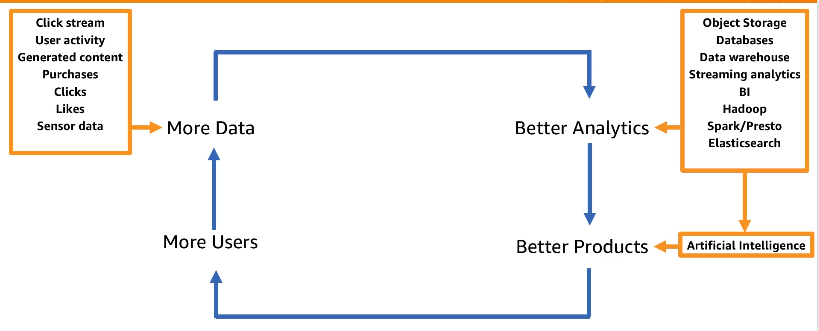 Click stream
User activity
Generated content
Purchases
Clicks
Likes
Sensor data
More Data
Better Analytics
Object Storage
Databases
Data warehouse
Streaming analytics
BI
Hadoop
Spark/Presto
Elasticsearch
More Users
Better Products
Artificial Intelligence